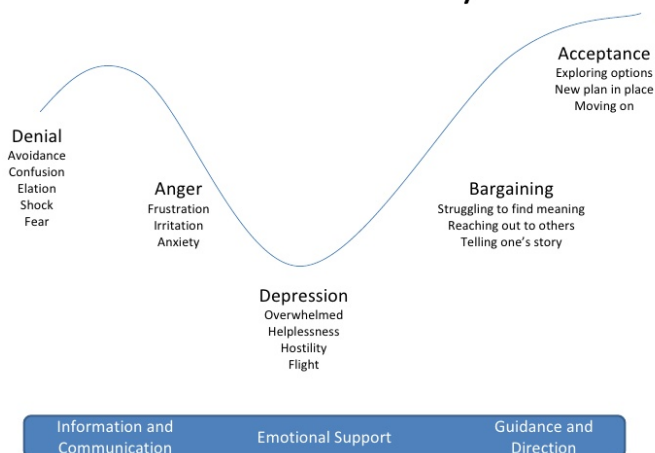 Denial
Avoidance
Confusion
Elation
Shock
Fear
Anger
Frustration
Irritation
Anxiety
Depression
Overwhelmed
Helplessness
Hostility
Flight
Bargaining
Struggling to find meaning
Reaching out to others
Telling one's story
Acceptance
Exploring options
New plan in place
Moving on
Information and
Communication
Emotional Support
Guidance and
Direction